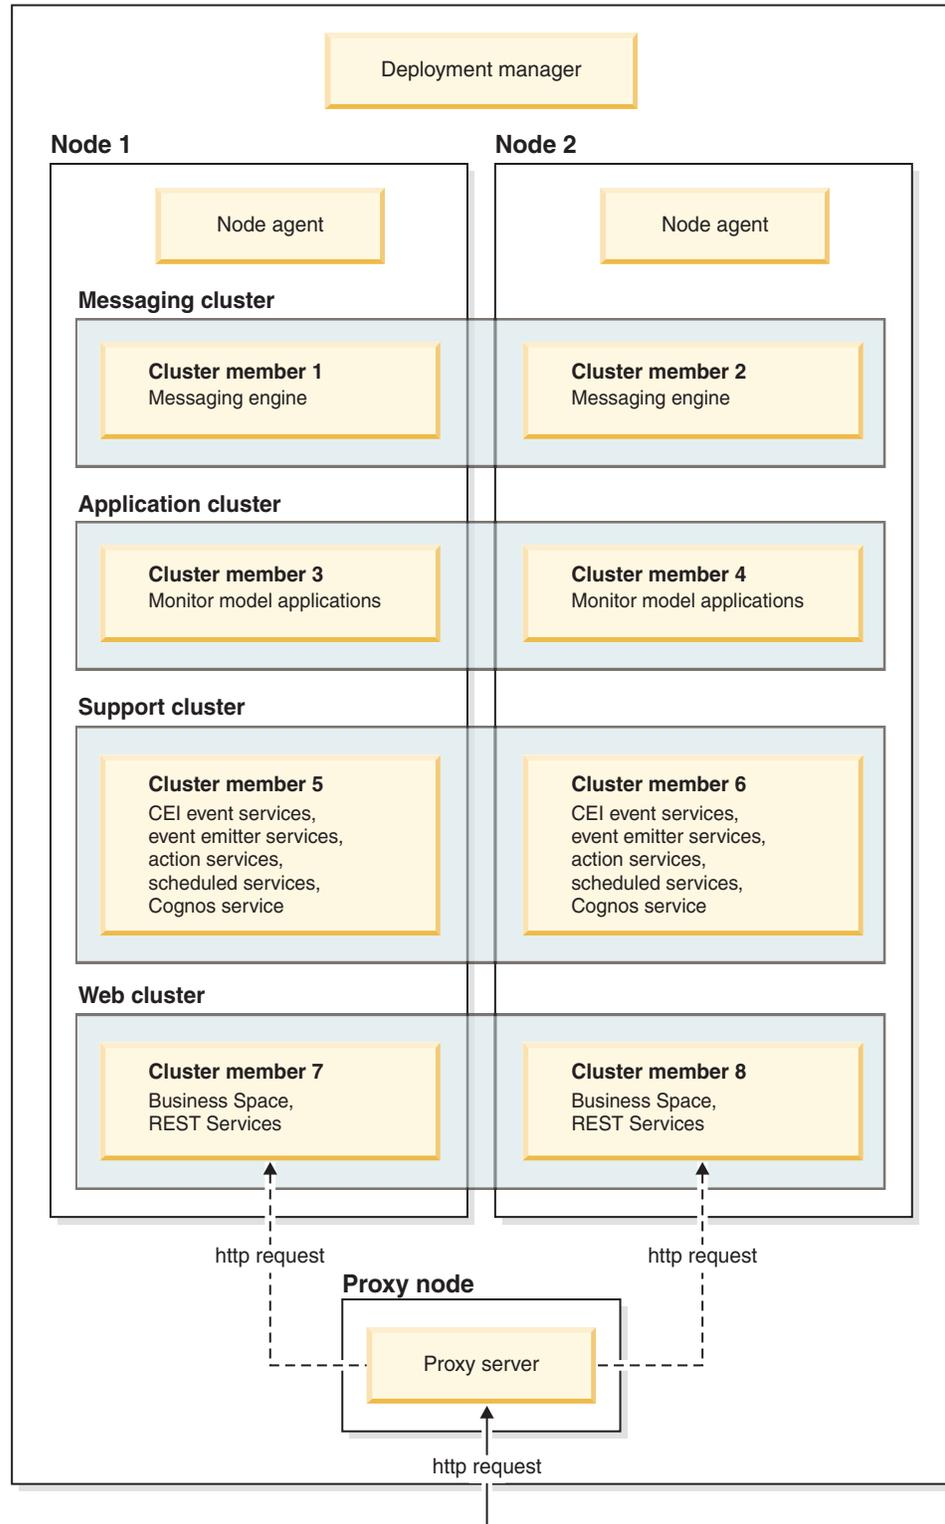 Deployment manager
Node 1
Node 2
Node agent
Node agent
Messaging cluster
Cluster member 1
Messaging engine
Cluster member 2
Messaging engine
Application cluster
Cluster member 3
Monitor model applications
Cluster member 4
Monitor model applications
Support cluster
Cluster member 5
CEI event services,
event emitter services,
action services,
scheduled services,
Cognos service
Cluster member 6
CEI event services,
event emitter services,
action services,
scheduled services,
Cognos service
Web cluster
Cluster member 7
Business Space,
REST Services
Cluster member 8
Business Space,
REST Services
http request
http request
Proxy node
Proxy server
http request